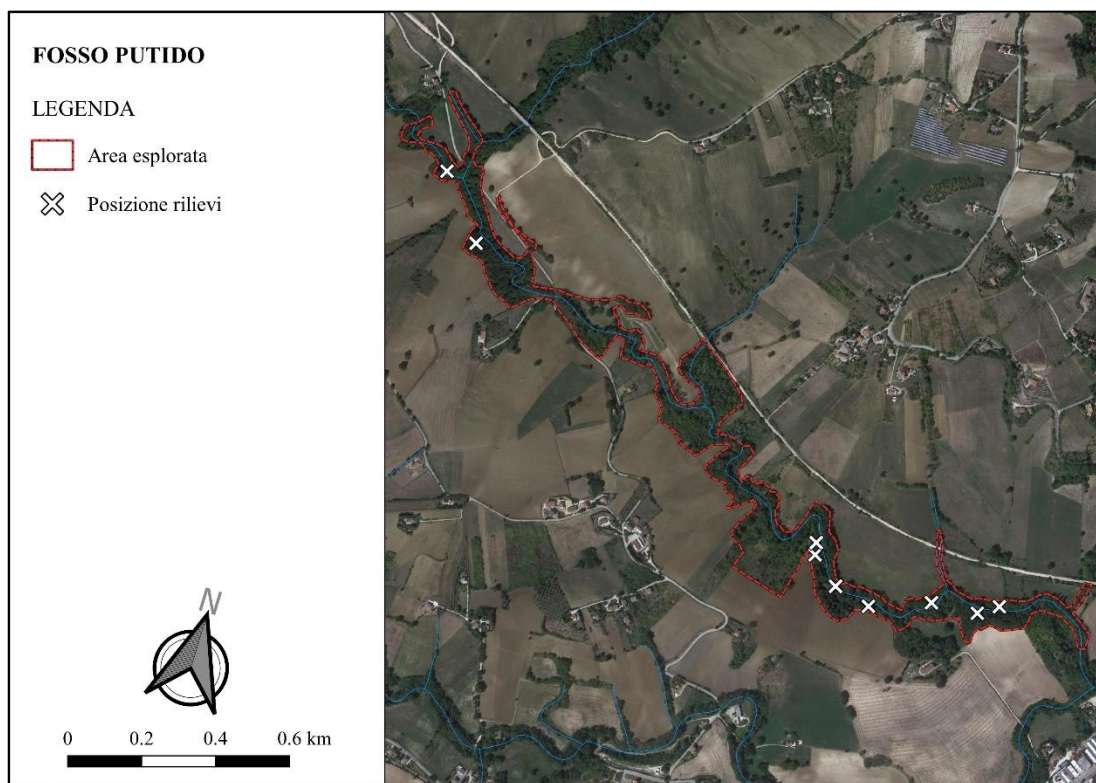 FOSSO PUTIDO
LEGENDA
Area esplorata
Posizione rilievi
N
0 0.2 0.4 0.6 km